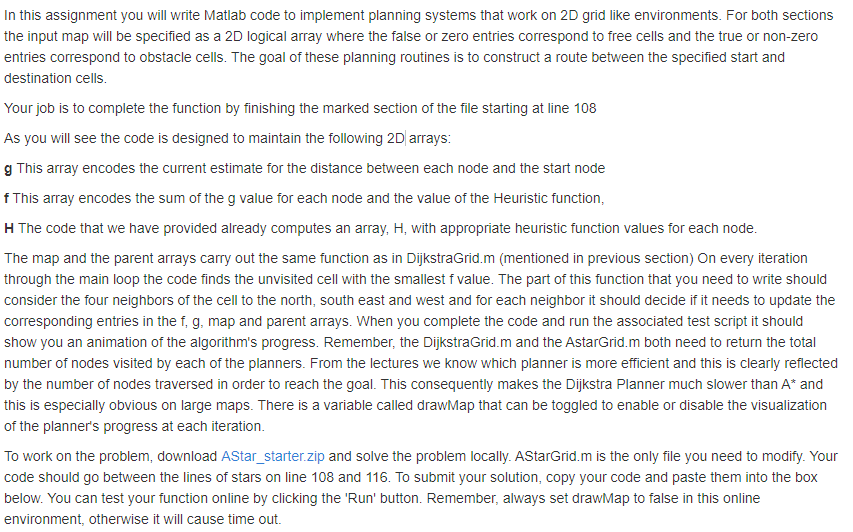 In this assignment you will write Matlab code to implement planning systems that work on 2D grid like environments. For both sections
the input map will be specified as a 2D logical array where the false or zero entries correspond to free cells and the true or non-zero
entries correspond to obstacle cells. The goal of these planning routines is to construct a route between the specified start and
destination cells.
Your job is to complete the function by finishing the marked section of the file starting at line 108
As you will see the code is designed to maintain the following 2D arrays:
g This array encodes the current estimate for the distance between each node and the start node
f This array encodes the sum of the g value for each node and the value of the Heuristic function,
H The code that we have provided already computes an array, H, with appropriate heuristic function values for each node.
The map and the parent arrays carry out the same function as in DijkstraGrid.m (mentioned in previous section) On every iteration
through the main loop the code finds the unvisited cell with the smallest f value. The part of this function that you need to write should
consider the four neighbors of the cell to the north, south east and west and for each neighbor it should decide if it needs to update the
corresponding entries in the f, g, map and parent arrays. When you complete the code and run the associated test script it should
show you an animation of the algorithm's progress. Remember, the DijkstraGrid.m and the AstarGrid.m both need to return the total
number of nodes visited by each of the planners. From the lectures we know which planner is more efficient and this is clearly reflected
by the number of nodes traversed in order to reach the goal. This consequently makes the Dijkstra Planner much slower than A* and
this is especially obvious on large maps. There is a variable called drawMap that can be toggled to enable or disable the visualization
of the planner's progress at each iteration.
To work on the problem, download AStar_starter.zip and solve the problem locally. AStarGrid.m is the only file you need to modify. Your
code should go between the lines of stars on line 108 and 116. To submit your solution, copy your code and paste them into the box
below. You can test your function online by clicking the 'Run' button. Remember, always set drawMap to false in this online
environment, otherwise it will cause time out.